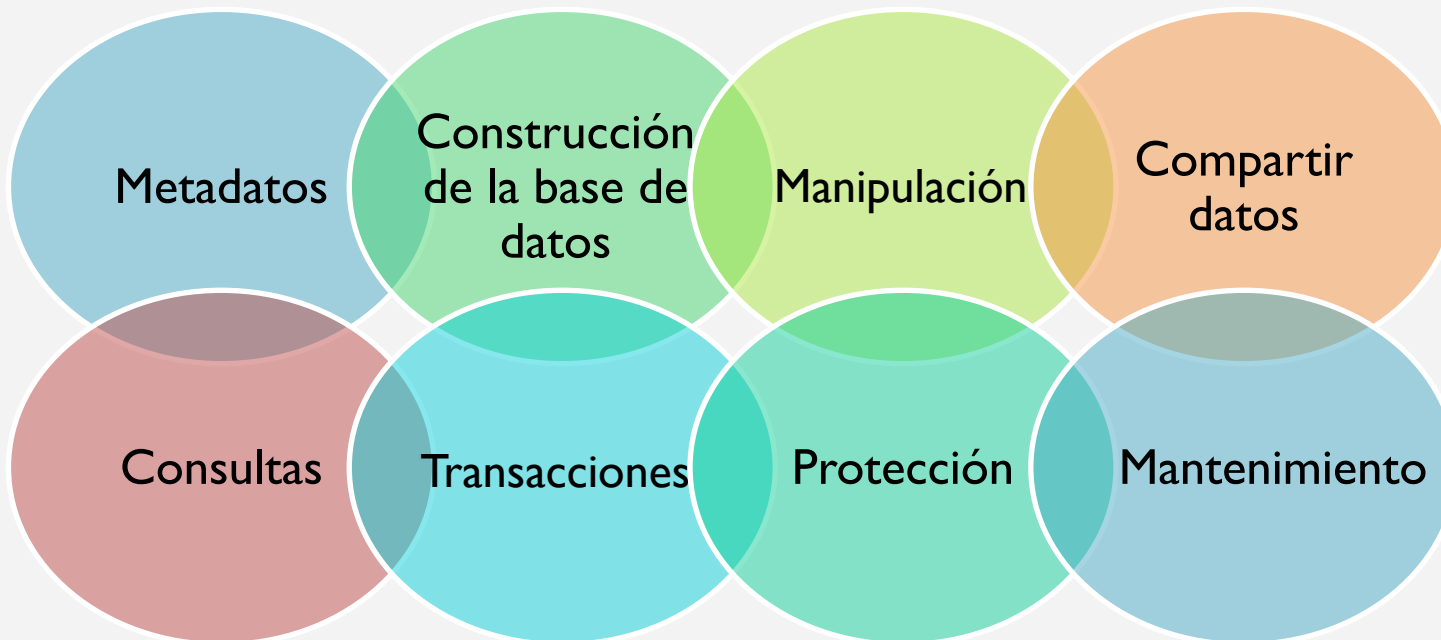 Metadatos
Construcción
de la base de
datos
Manipulación
Compartir
datos
Consultas
Transacciones
Protección
Mantenimiento